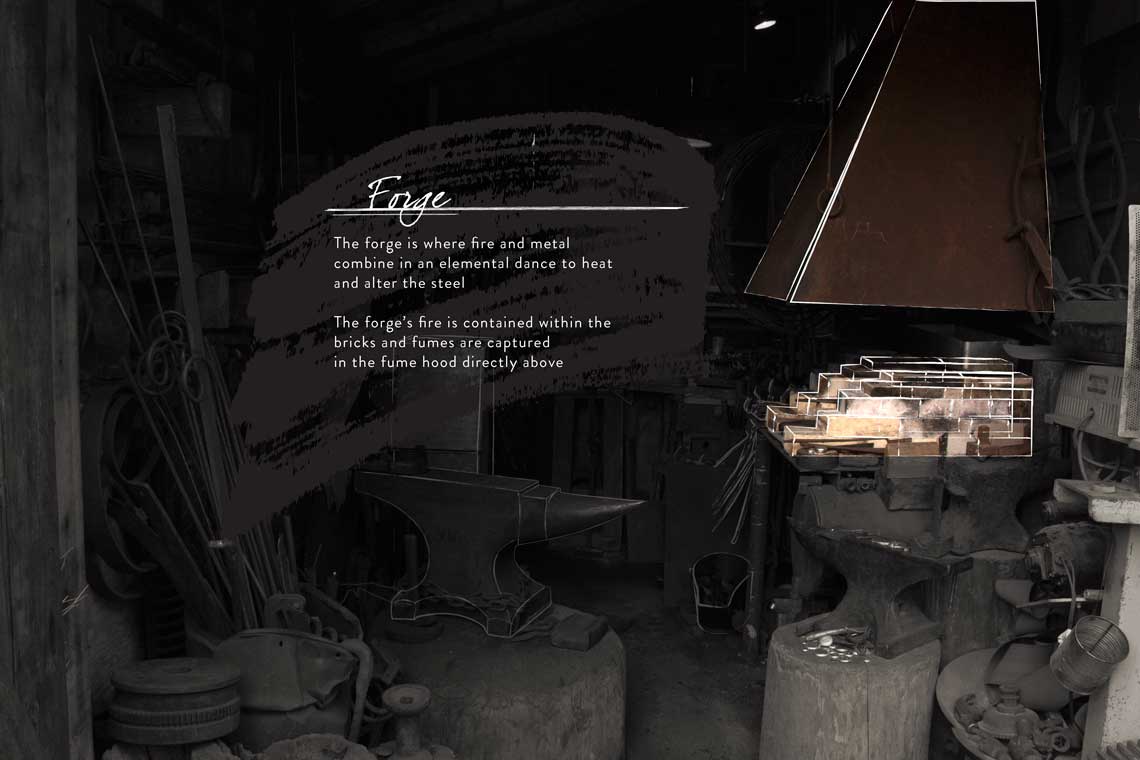 Forge
The forge is where fire and metal
combine in an elemental dance to heat
and alter the steel
The forge's fire is contained within the
bricks and fumes are captured
in the fume hood directly above